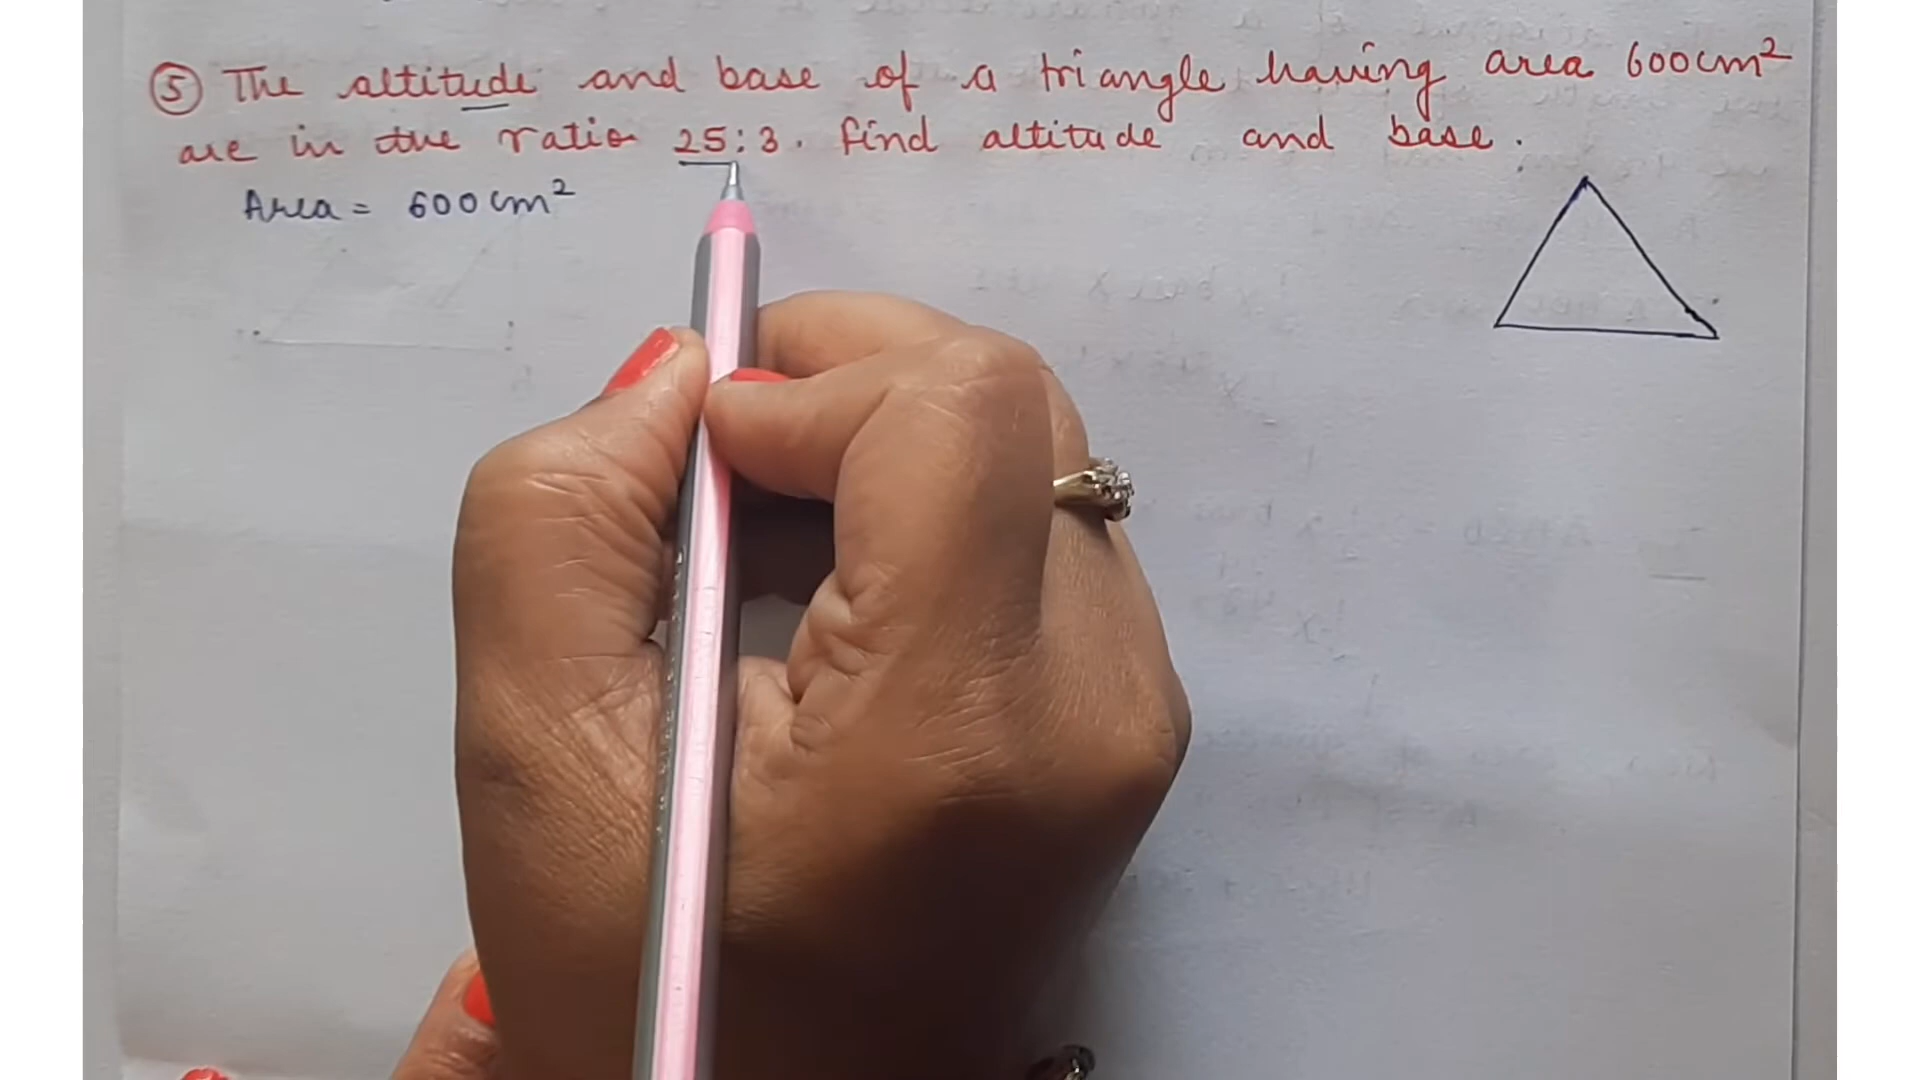 ⑤ The altitude and base of a triangle having area 600cm²
are in the ratio 25:3. find altitude and base.
Area = 600cm²